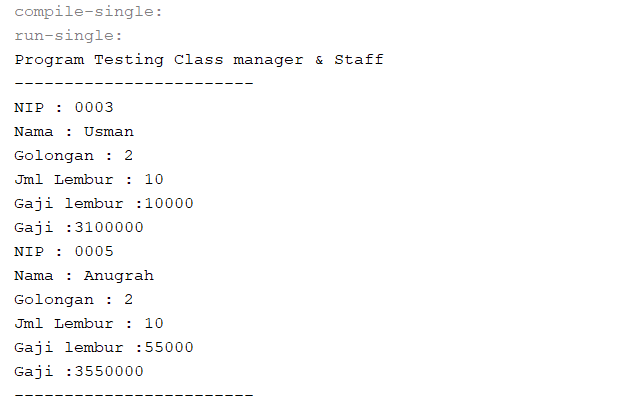 compile-single:
run-single:
Program Testing Class manager & Staff
------------------------
NIP : 0003
Nama : Usman
Golongan : 2
Jml Lembur : 10
Gaji lembur :10000
Gaji :3100000
NIP : 0005
Nama : Anugrah
Golongan : 2
Jml Lembur : 10
Gaji lembur :55000
Gaji :3550000
------------------------